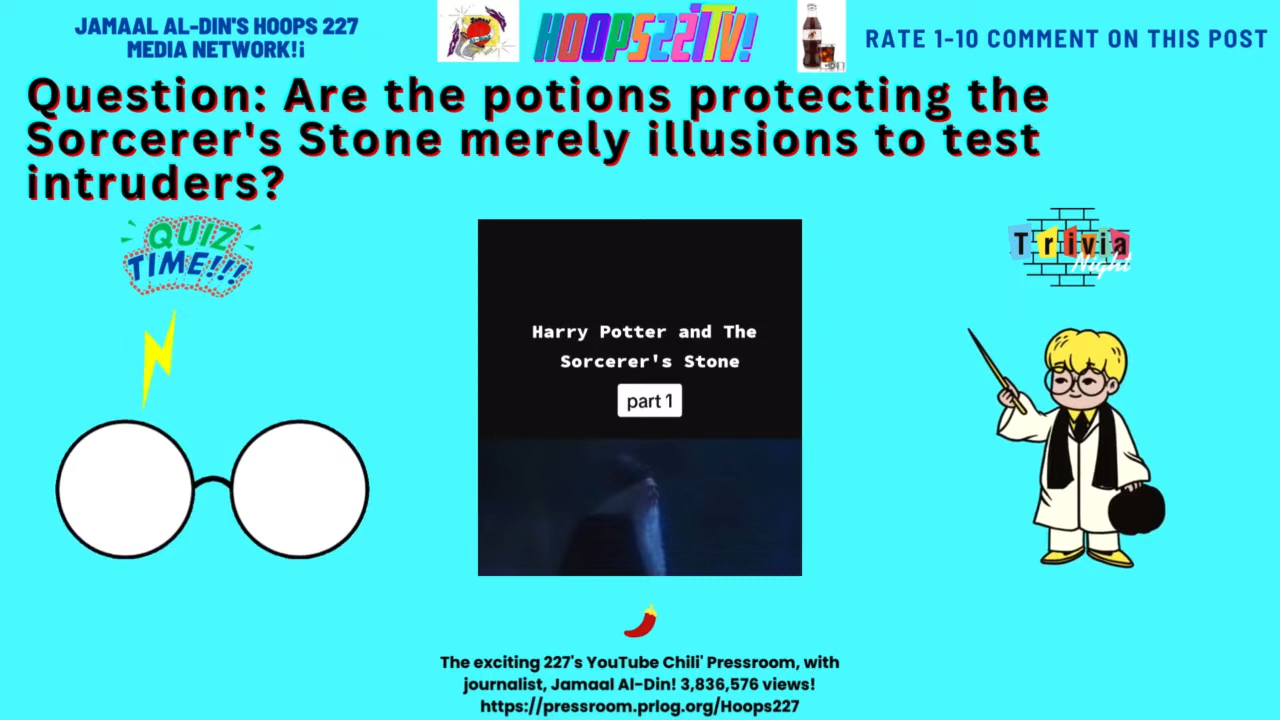 JAMAAL AL-DIN'S HOOPS 227
MEDIA NETWORK!¡
HOOPS227TV!
RATE 1-10 COMMENT ON THIS POST
Question: Are the potions protecting the
Sorcerer's Stone merely illusions to test
intruders?
QUIZ
TIME!!!
Trivia
Night
Harry Potter and The
Sorcerer's Stone
part 1
The exciting 227's YouTube Chili' Pressroom, with
journalist, Jamaal Al-Din! 3,836,576 views!
https://pressroom.prlog.org/Hoops227